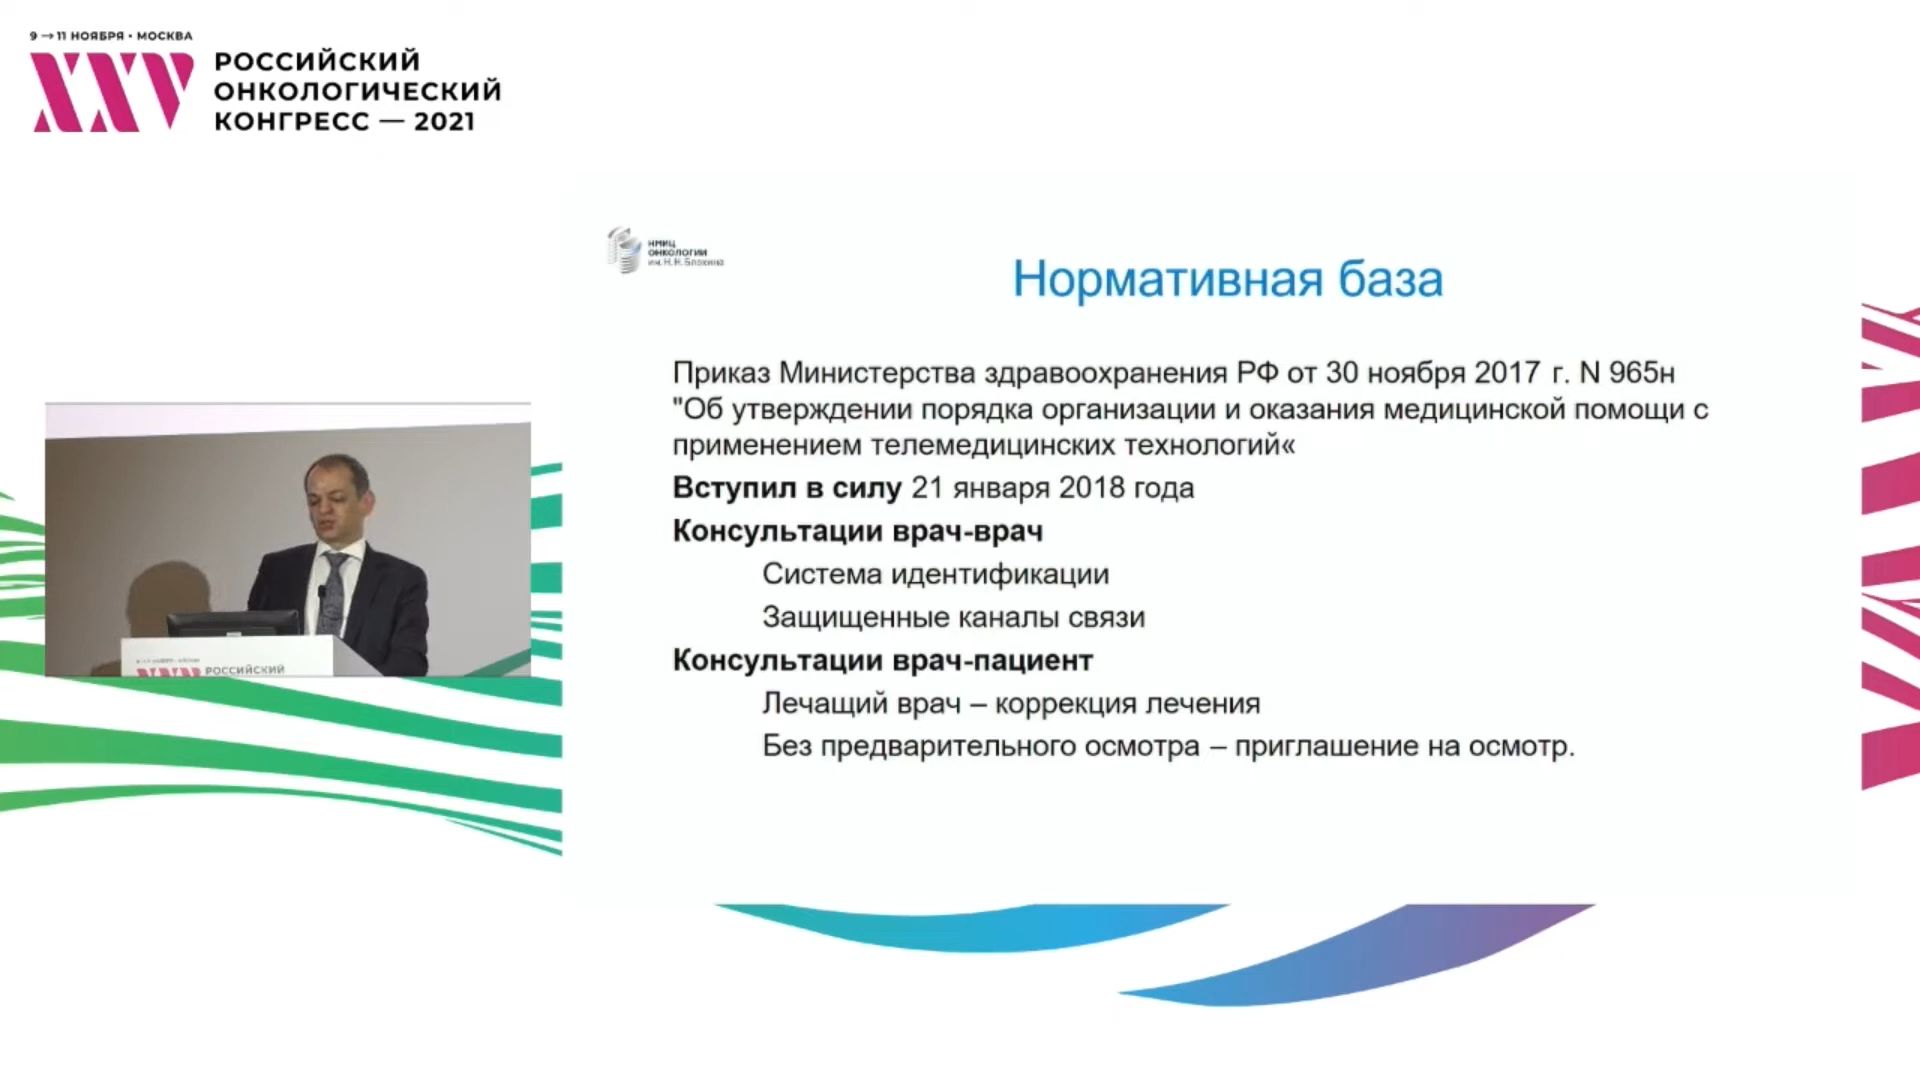 9 → 11 НОЯБРЯ • МОСКВА
XXV
РОССИЙСКИЙ
ОНКОЛОГИЧЕСКИЙ
КОНГРЕСС — 2021
НМИЦ
ОНКОЛОГИИ
им. Н. Н. Блохина
Нормативная база
Приказ Министерства здравоохранения РФ от 30 ноября 2017 г. N 965н
"Об утверждении порядка организации и оказания медицинской помощи с
применением телемедицинских технологий«
Вступил в силу 21 января 2018 года
Консультации врач-врач
Система идентификации
Защищенные каналы связи
Консультации врач-пациент
Лечащий врач – коррекция лечения
Без предварительного осмотра – приглашение на осмотр.
XXV РОССИЙСКИЙ